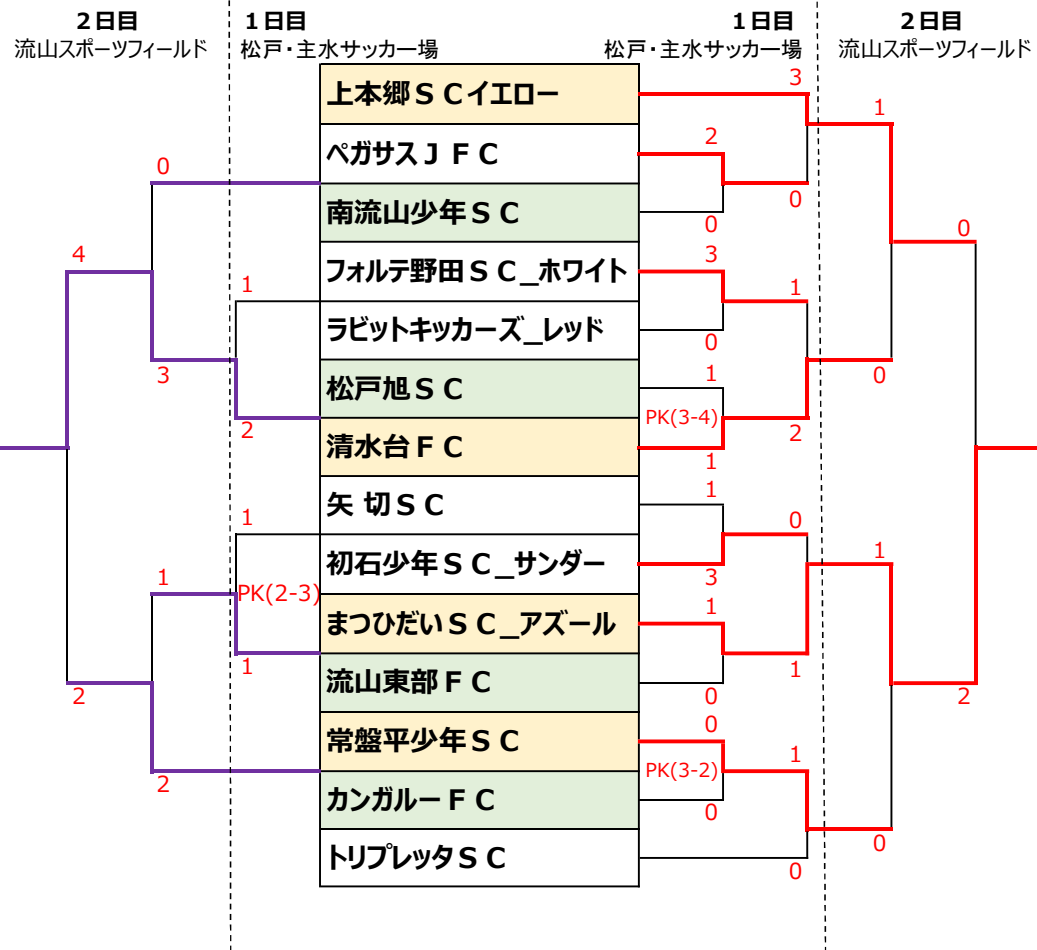 ２日目
流山スポーツフィールド
１日目
松戸・主水サッカー場
１日目
松戸・主水サッカー場
２日目
流山スポーツフィールド
上本郷ＳＣイエロー
3
1
ペガサスＪＦＣ
2
0
0
南流山少年ＳＣ
0
0
4
フォルテ野田ＳＣ_ホワイト
3
1
1
ラビットキッカーズ_レッド
0
3
0
松戸旭ＳＣ
1
PK(3-4)
2
2
清水台ＦＣ
1
矢 切ＳＣ
1
1
0
初石少年ＳＣ_サンダー
3
1
1
PK(2-3)
まつひだいＳＣ_アズール
1
1
1
流山東部ＦＣ
0
2
2
常盤平少年ＳＣ
0
1
PK(3-2)
2
カンガルーＦＣ
0
0
トリプレッタＳＣ
0